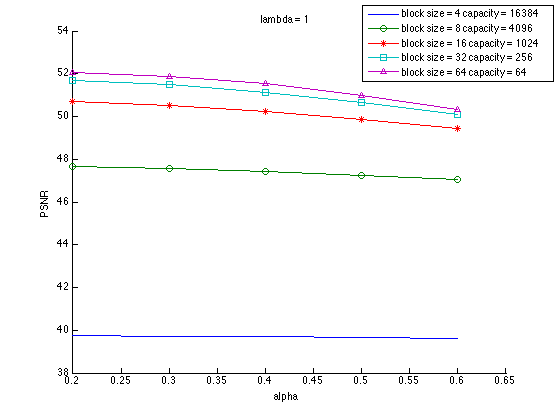 lambda = 1
block size = 4 capacity = 16384
block size = 8 capacity = 4096
block size = 16 capacity = 1024
block size = 32 capacity = 256
block size = 64 capacity = 64
54
52
50
48
46
44
42
40
38
PSNR
0.2 0.25 0.3 0.35 0.4 0.45 0.5 0.55 0.6 0.65
alpha